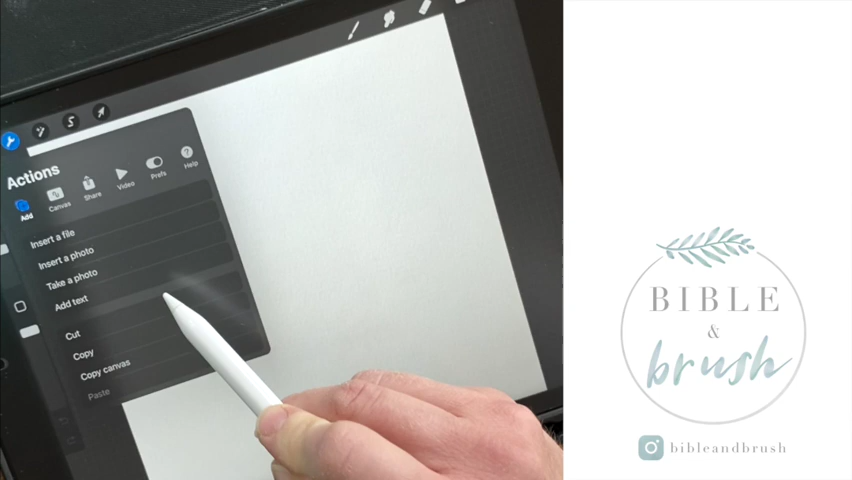 Actions
Add
Canvas
Share
Video
Prefs
Help
Insert a file
Insert a photo
Take a photo
Add text
Cut
Copy
Copy canvas
Paste
BIBLE
&
brush
bibleandbrush